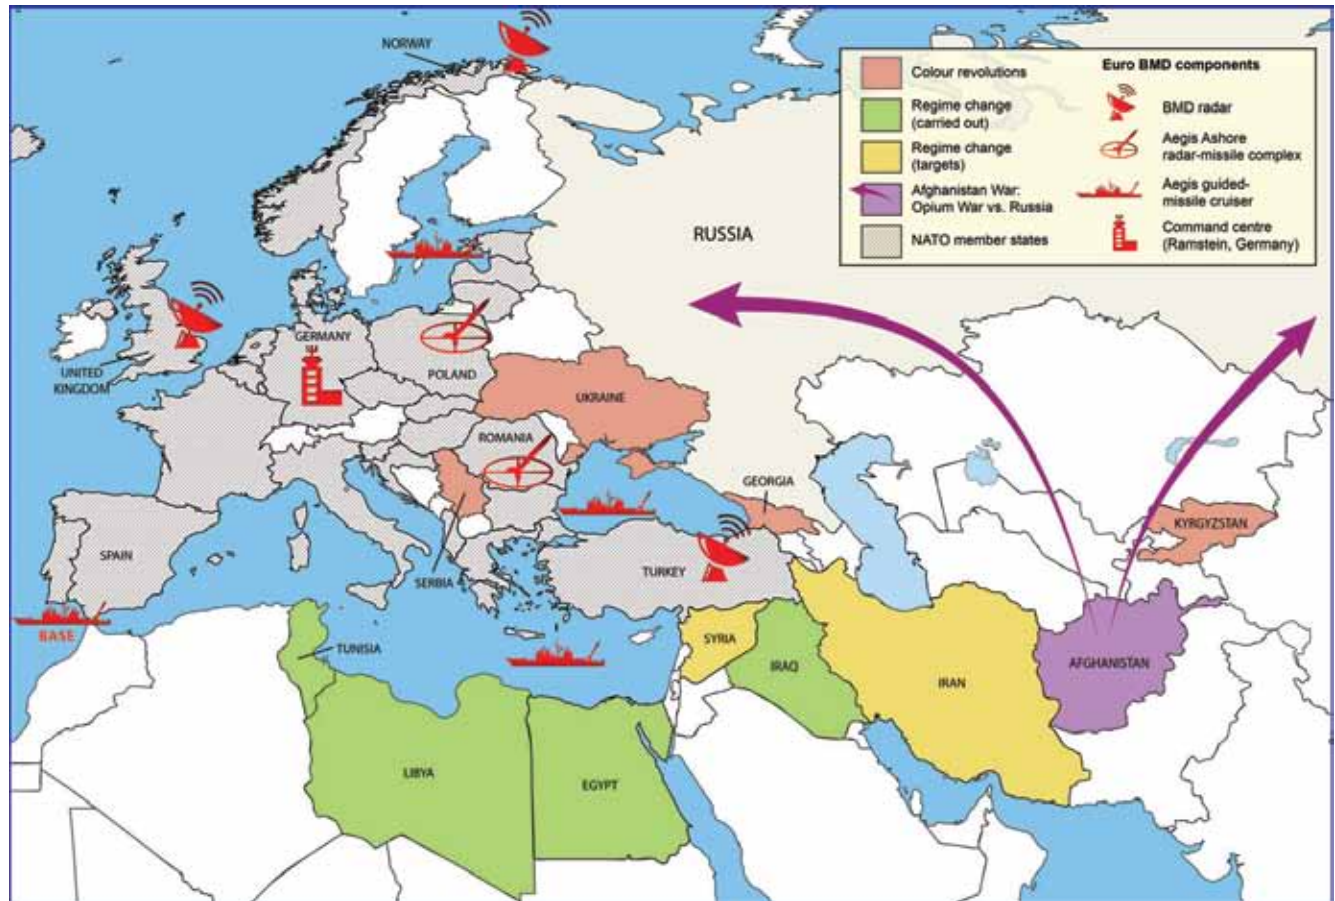 NORWAY
Colour revolutions
Regime change
(carried out)
Regime change
(targets)
Afghanistan War:
Opium War vs. Russia
NATO member states
Euro BMD components
BMD radar
Aegis Ashore
radar-missile complex
Aegis guided-
missile cruiser
Command centre
(Ramstein, Germany)
RUSSIA
GERMANY
UNITED
KINGDOM
POLAND
UKRAINE
ROMANIA
GEORGIA
KYRGYZSTAN
SPAIN
SERBIA
TURKEY
BASE
TUNISIA
SYRIA
IRAQ
IRAN
AFGHANISTAN
LIBYA
EGYPT